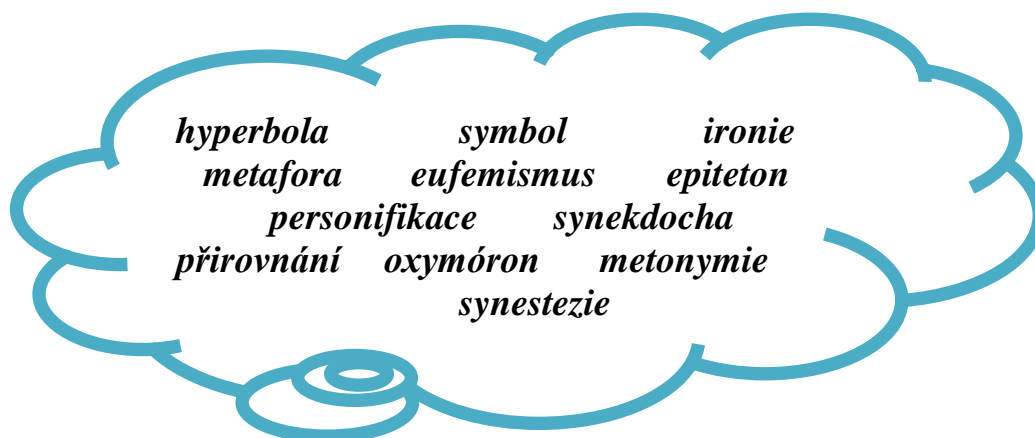 hyperbola symbol ironie
metafora eufemismus epiteton
personifikace synekdocha
přirovnání oxymóron metonymie
synestezie